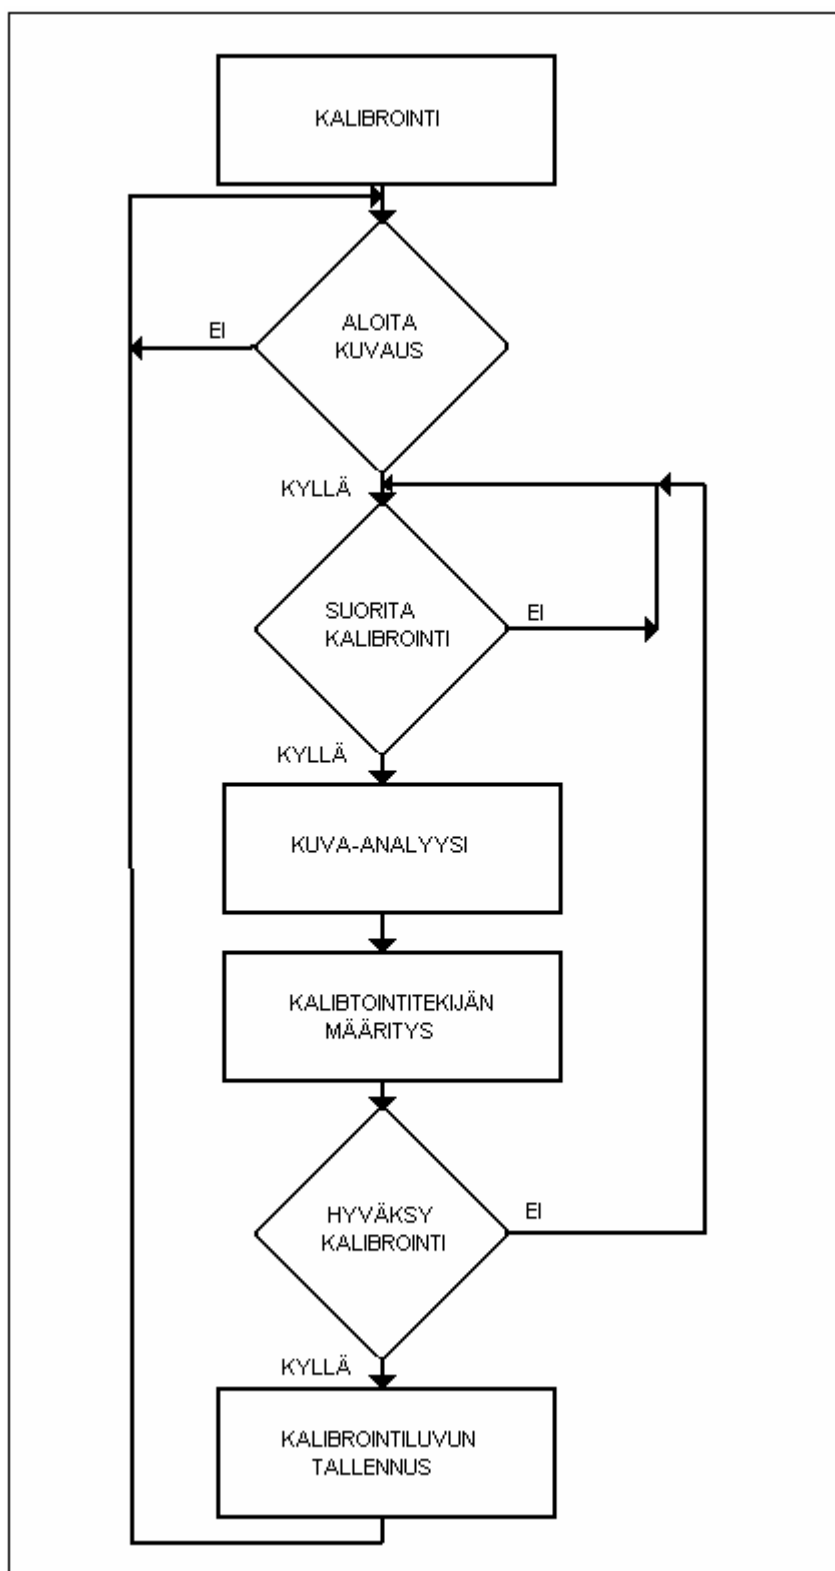 KALIBROINTI
EI
ALOITA
KUVAUS
KYLLÄ
SUORITA
KALIBROINTI
EI
KYLLÄ
KUVA-ANALYYSI
KALIBTOINTITEKIJÄN
MÄÄRITYS
HYVÄKSY
KALIBROINTI
EI
KYLLÄ
KALIBROINTILUVUN
TALLENNUS